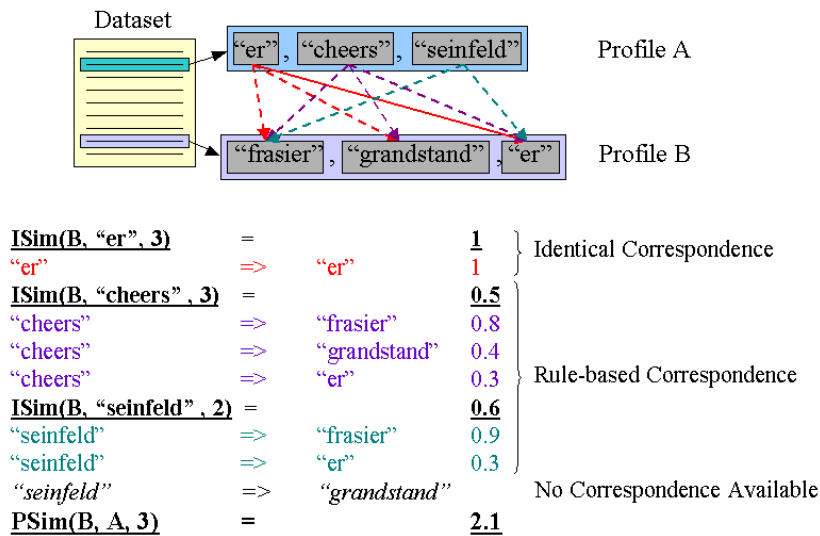 Dataset
“er” , “cheers” , “seinfeld” Profile A
“frasier” , “grandstand” , “er” Profile B
ISim(B, “er”, 3) = 1 Identical Correspondence
“er” => “er” 1
ISim(B, “cheers” , 3) = 0.5
“cheers” => “frasier” 0.8
“cheers” => “grandstand” 0.4
“cheers” => “er” 0.3 Rule-based Correspondence
ISim(B, “seinfeld” , 2) = 0.6
“seinfeld” => “frasier” 0.9
“seinfeld” => “er” 0.3
“seinfeld” => “grandstand” No Correspondence Available
PSim(B, A, 3) = 2.1